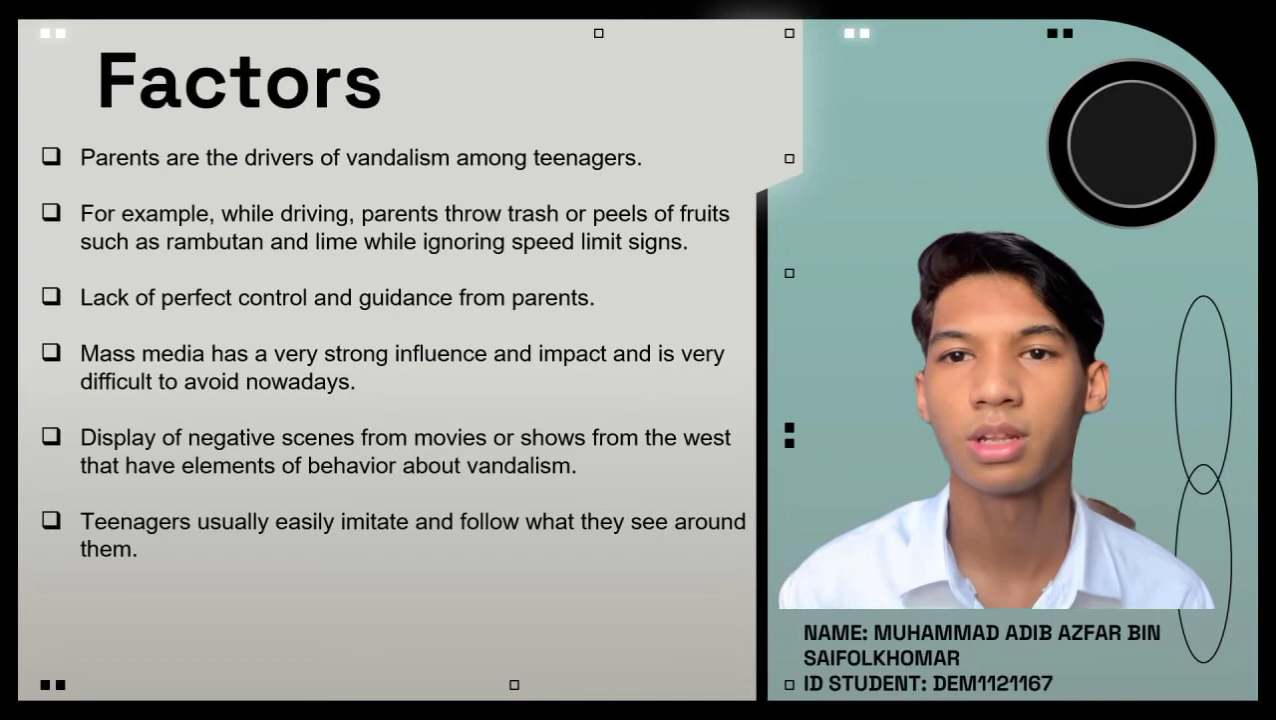 Factors
Parents are the drivers of vandalism among teenagers.
For example, while driving, parents throw trash or peels of fruits
such as rambutan and lime while ignoring speed limit signs.
Lack of perfect control and guidance from parents.
Mass media has a very strong influence and impact and is very
difficult to avoid nowadays.
Display of negative scenes from movies or shows from the west
that have elements of behavior about vandalism.
Teenagers usually easily imitate and follow what they see around
them.
NAME: MUHAMMAD ADIB AZFAR BIN
SAIFOLKHOMAR
ID STUDENT: DEM1121167